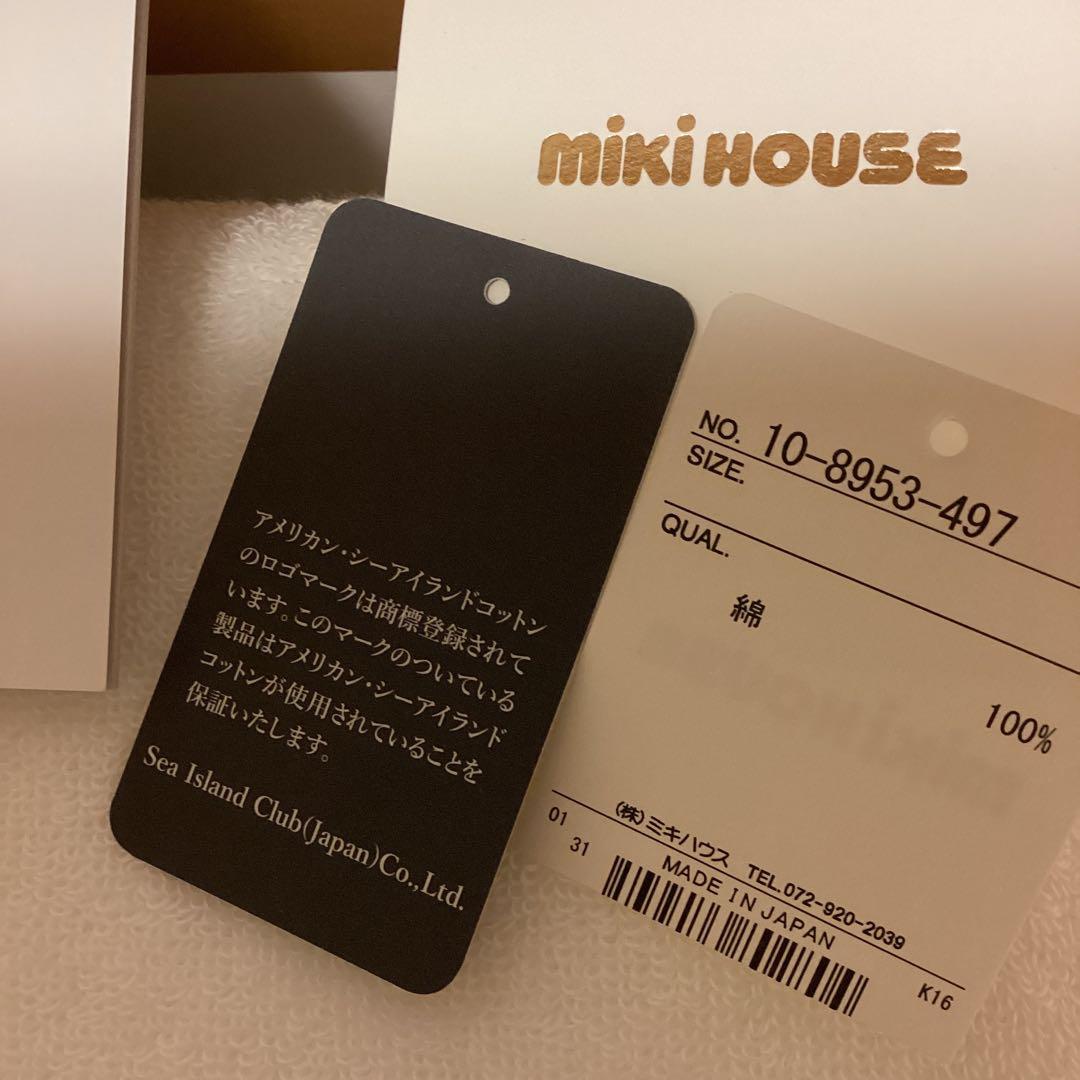 miki HOUSE
アメリカン・シーアイランドコットン
のロゴマークは商標登録されて
います。このマークのついている
製品はアメリカン・シーアイランド
コットンが使用されていることを
保証いたします。
Sea Island Club(Japan)Co.,Ltd.
NO. 10-8953-497
SIZE.
QUAL.
綿
100%
(株)ミキハウス TEL.072-920-2039
01
31
MADE IN JAPAN
K16